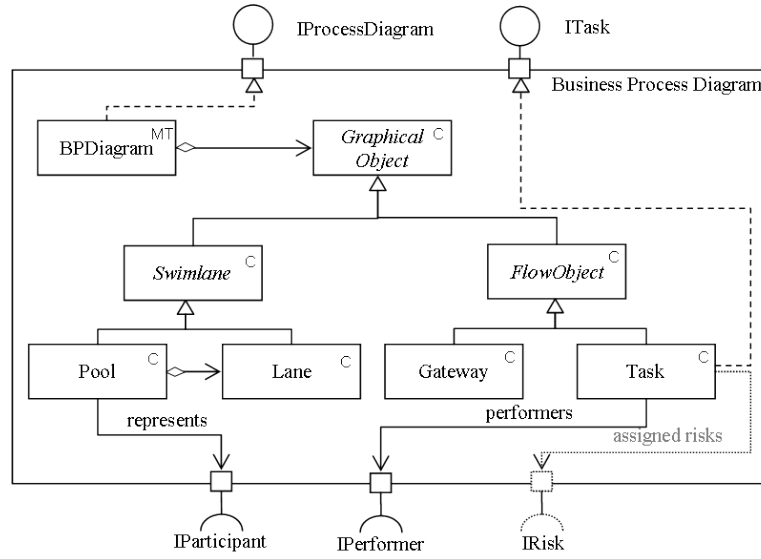 IProcessDiagram
ITask
Business Process Diagram
MT
BPDiagram
C
Graphical
Object
C
Swimlane
C
FlowObject
C
Pool
C
Lane
C
Gateway
C
Task
represents
performers
assigned risks
IParticipant
IPerformer
IRisk